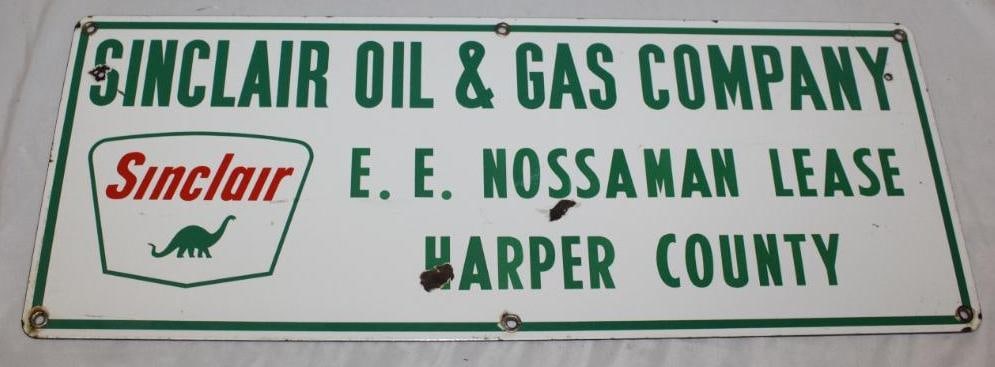 SINCLAIR OIL & GAS COMPANY
Sinclair
E. E. NOSSAMAN LEASE
HARPER COUNTY